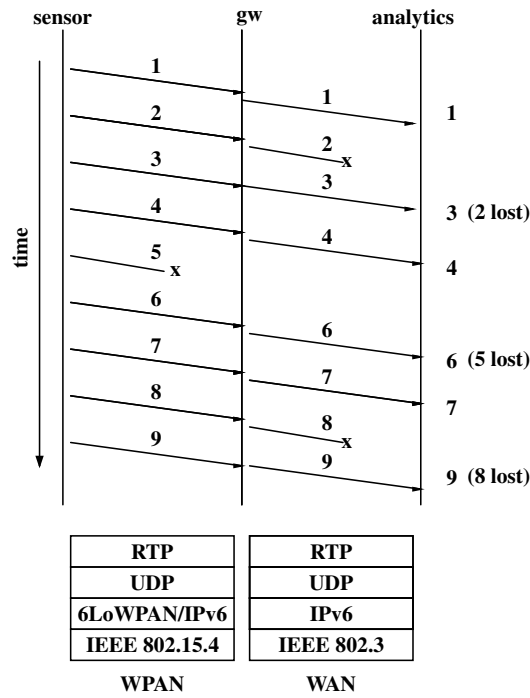 sensor gw analytics
1
1
1
2
2
x
3
3
3 (2 lost)
4
4
4
5
x
6
6
6 (5 lost)
7
7
7
8
8
x
9
9
9 (8 lost)
time
RTP RTP
UDP UDP
6LoWPAN/IPv6 IPv6
IEEE 802.15.4 IEEE 802.3
WPAN WAN